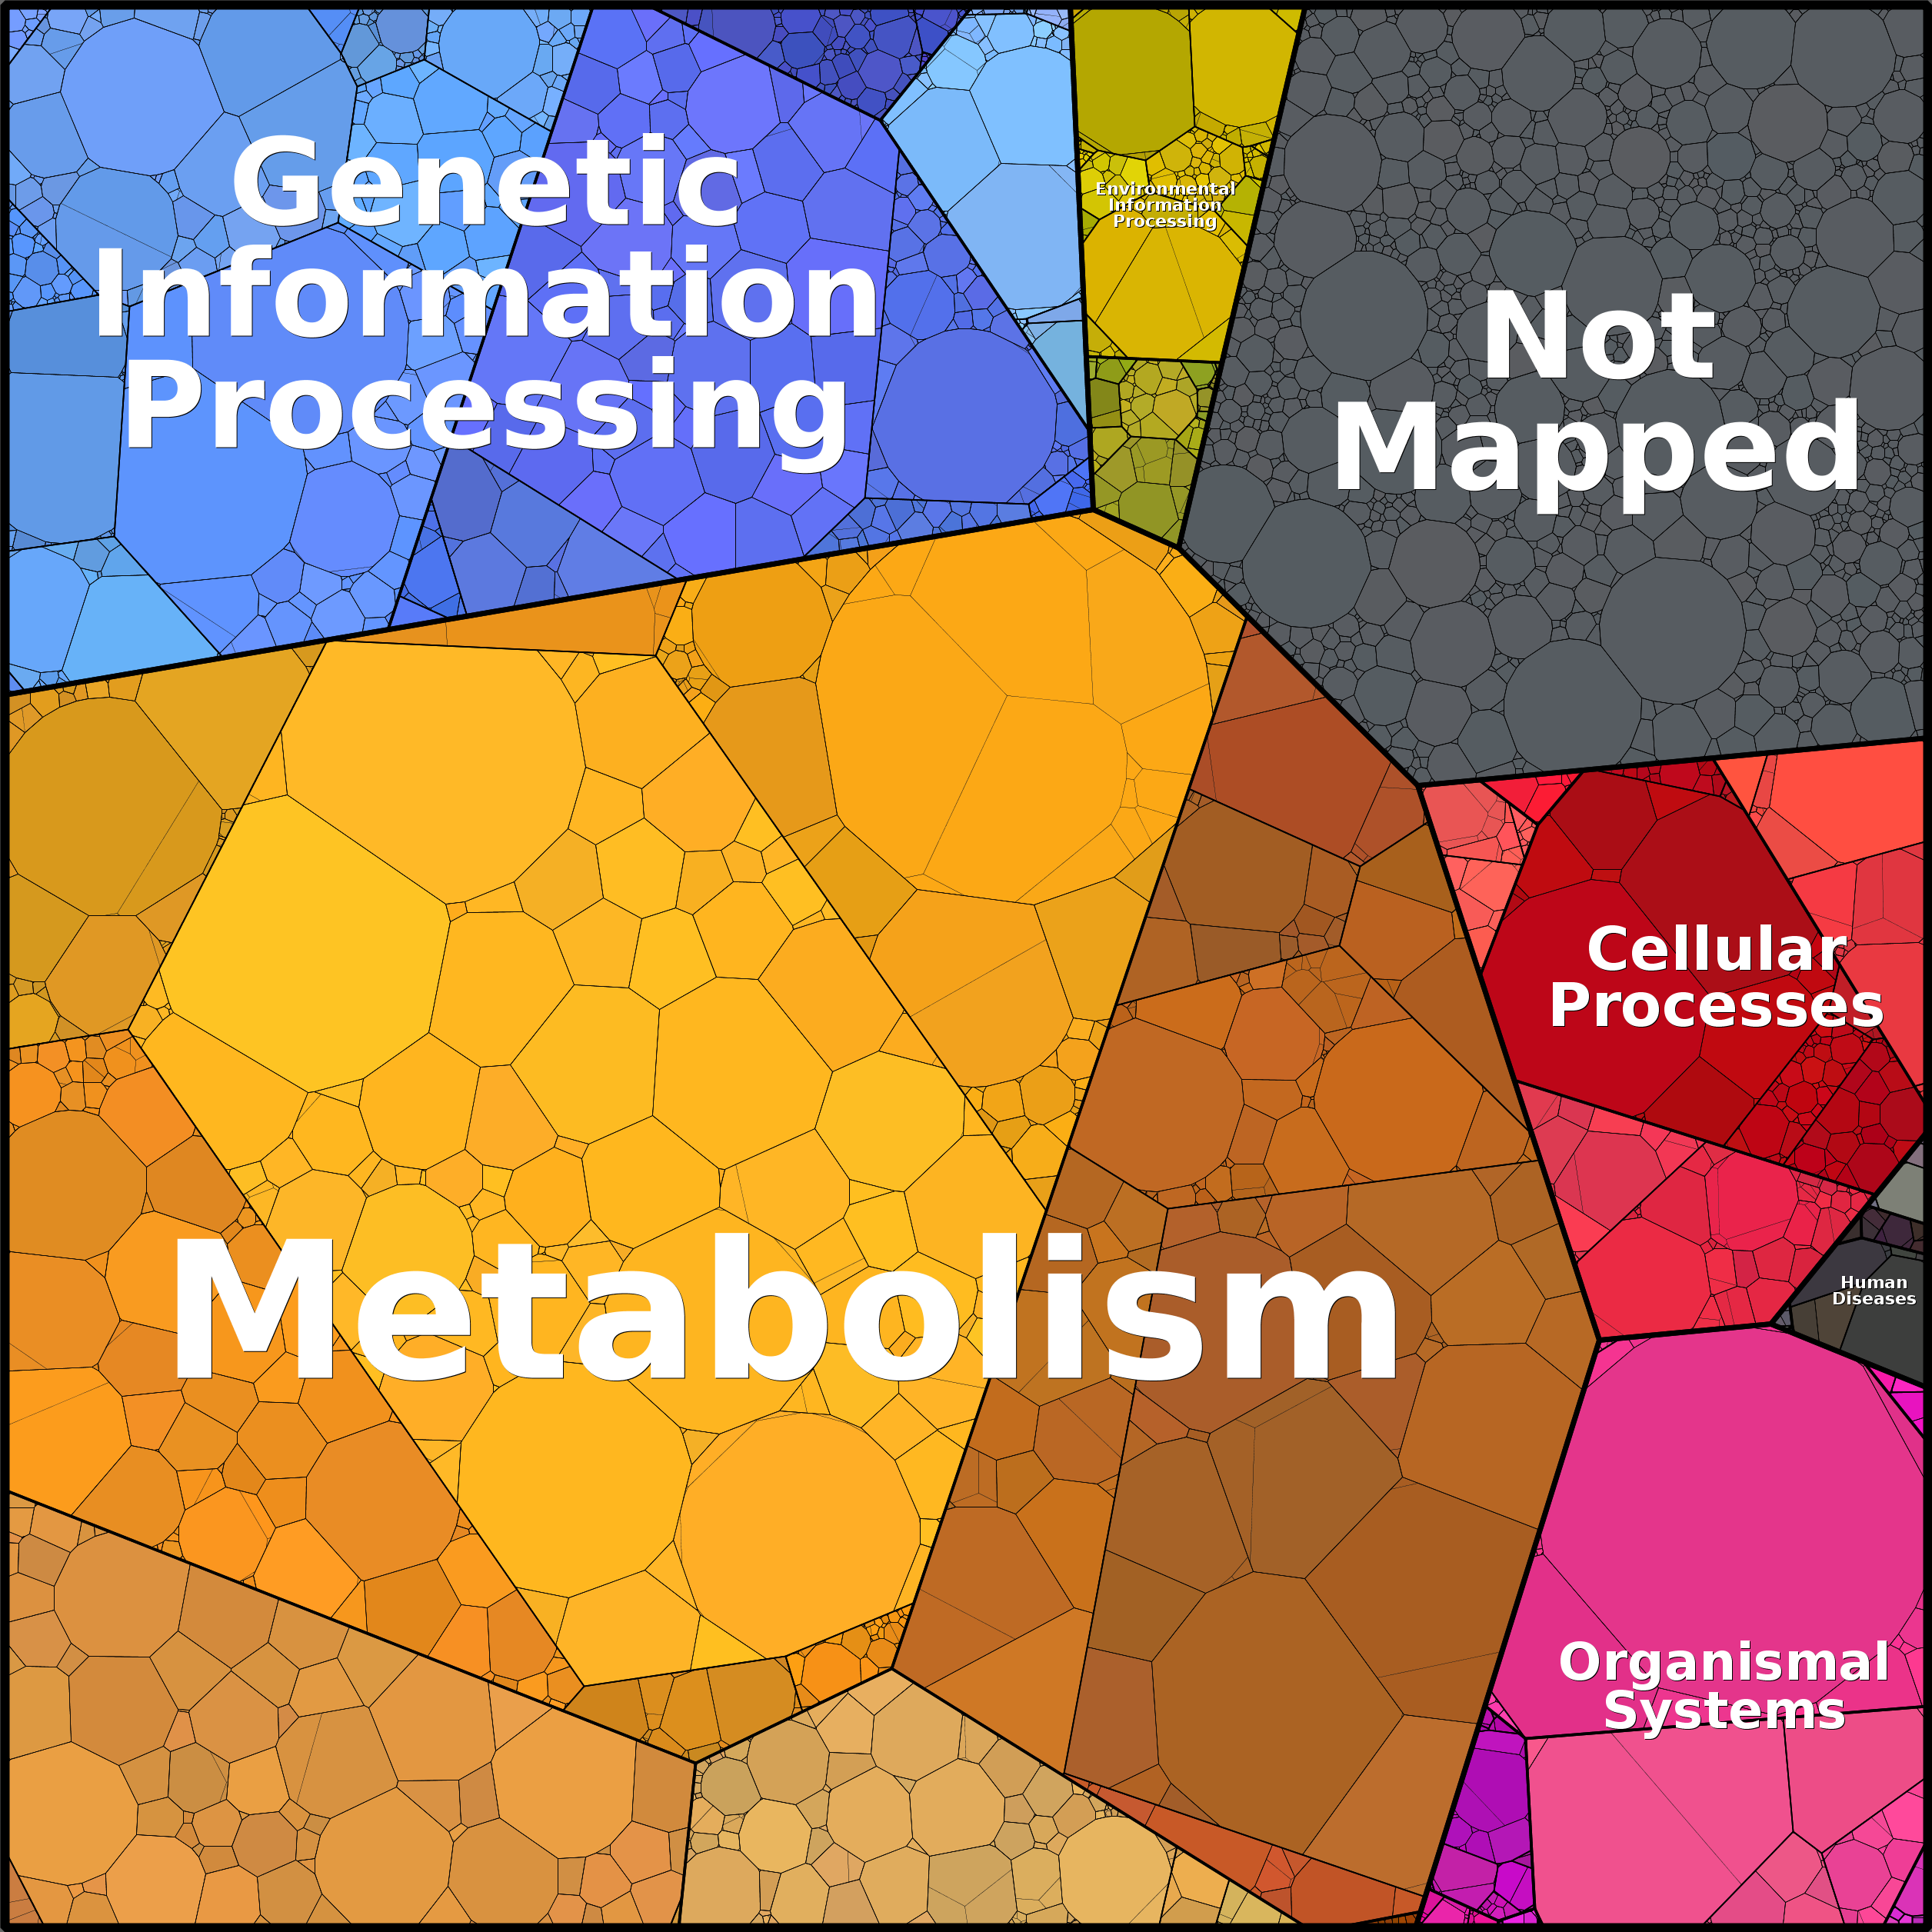 Genetic
Information
Processing
Environmental
Information
Processing
Not
Mapped
Cellular
Processes
Human
Diseases
Metabolism
Organismal
Systems